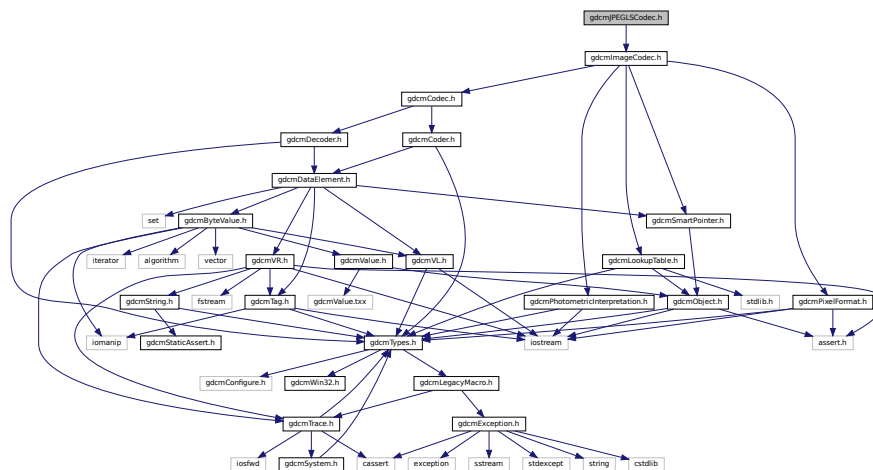 gdcmJPEGLSCodec.h
gdcmImageCodec.h
gdcmCodec.h
gdcmDecoder.h
gdcmCoder.h
gdcmDataElement.h
set
gdcmByteValue.h
gdcmSmartPointer.h
iterator
algorithm
vector
gdcmVR.h
gdcmValue.h
gdcmVL.h
gdcmLookupTable.h
gdcmString.h
fstream
gdcmTag.h
gdcmValue.txx
gdcmPhotometricInterpretation.h
gdcmObject.h
stdlib.h
gdcmPixelFormat.h
iomanip
gdcmStaticAssert.h
gdcmTypes.h
iostream
assert.h
gdcmConfigure.h
gdcmWin32.h
gdcmLegacyMacro.h
gdcmTrace.h
gdcmException.h
iosfwd
gdcmSystem.h
cassert
exception
sstream
stdexcept
string
cstdlib